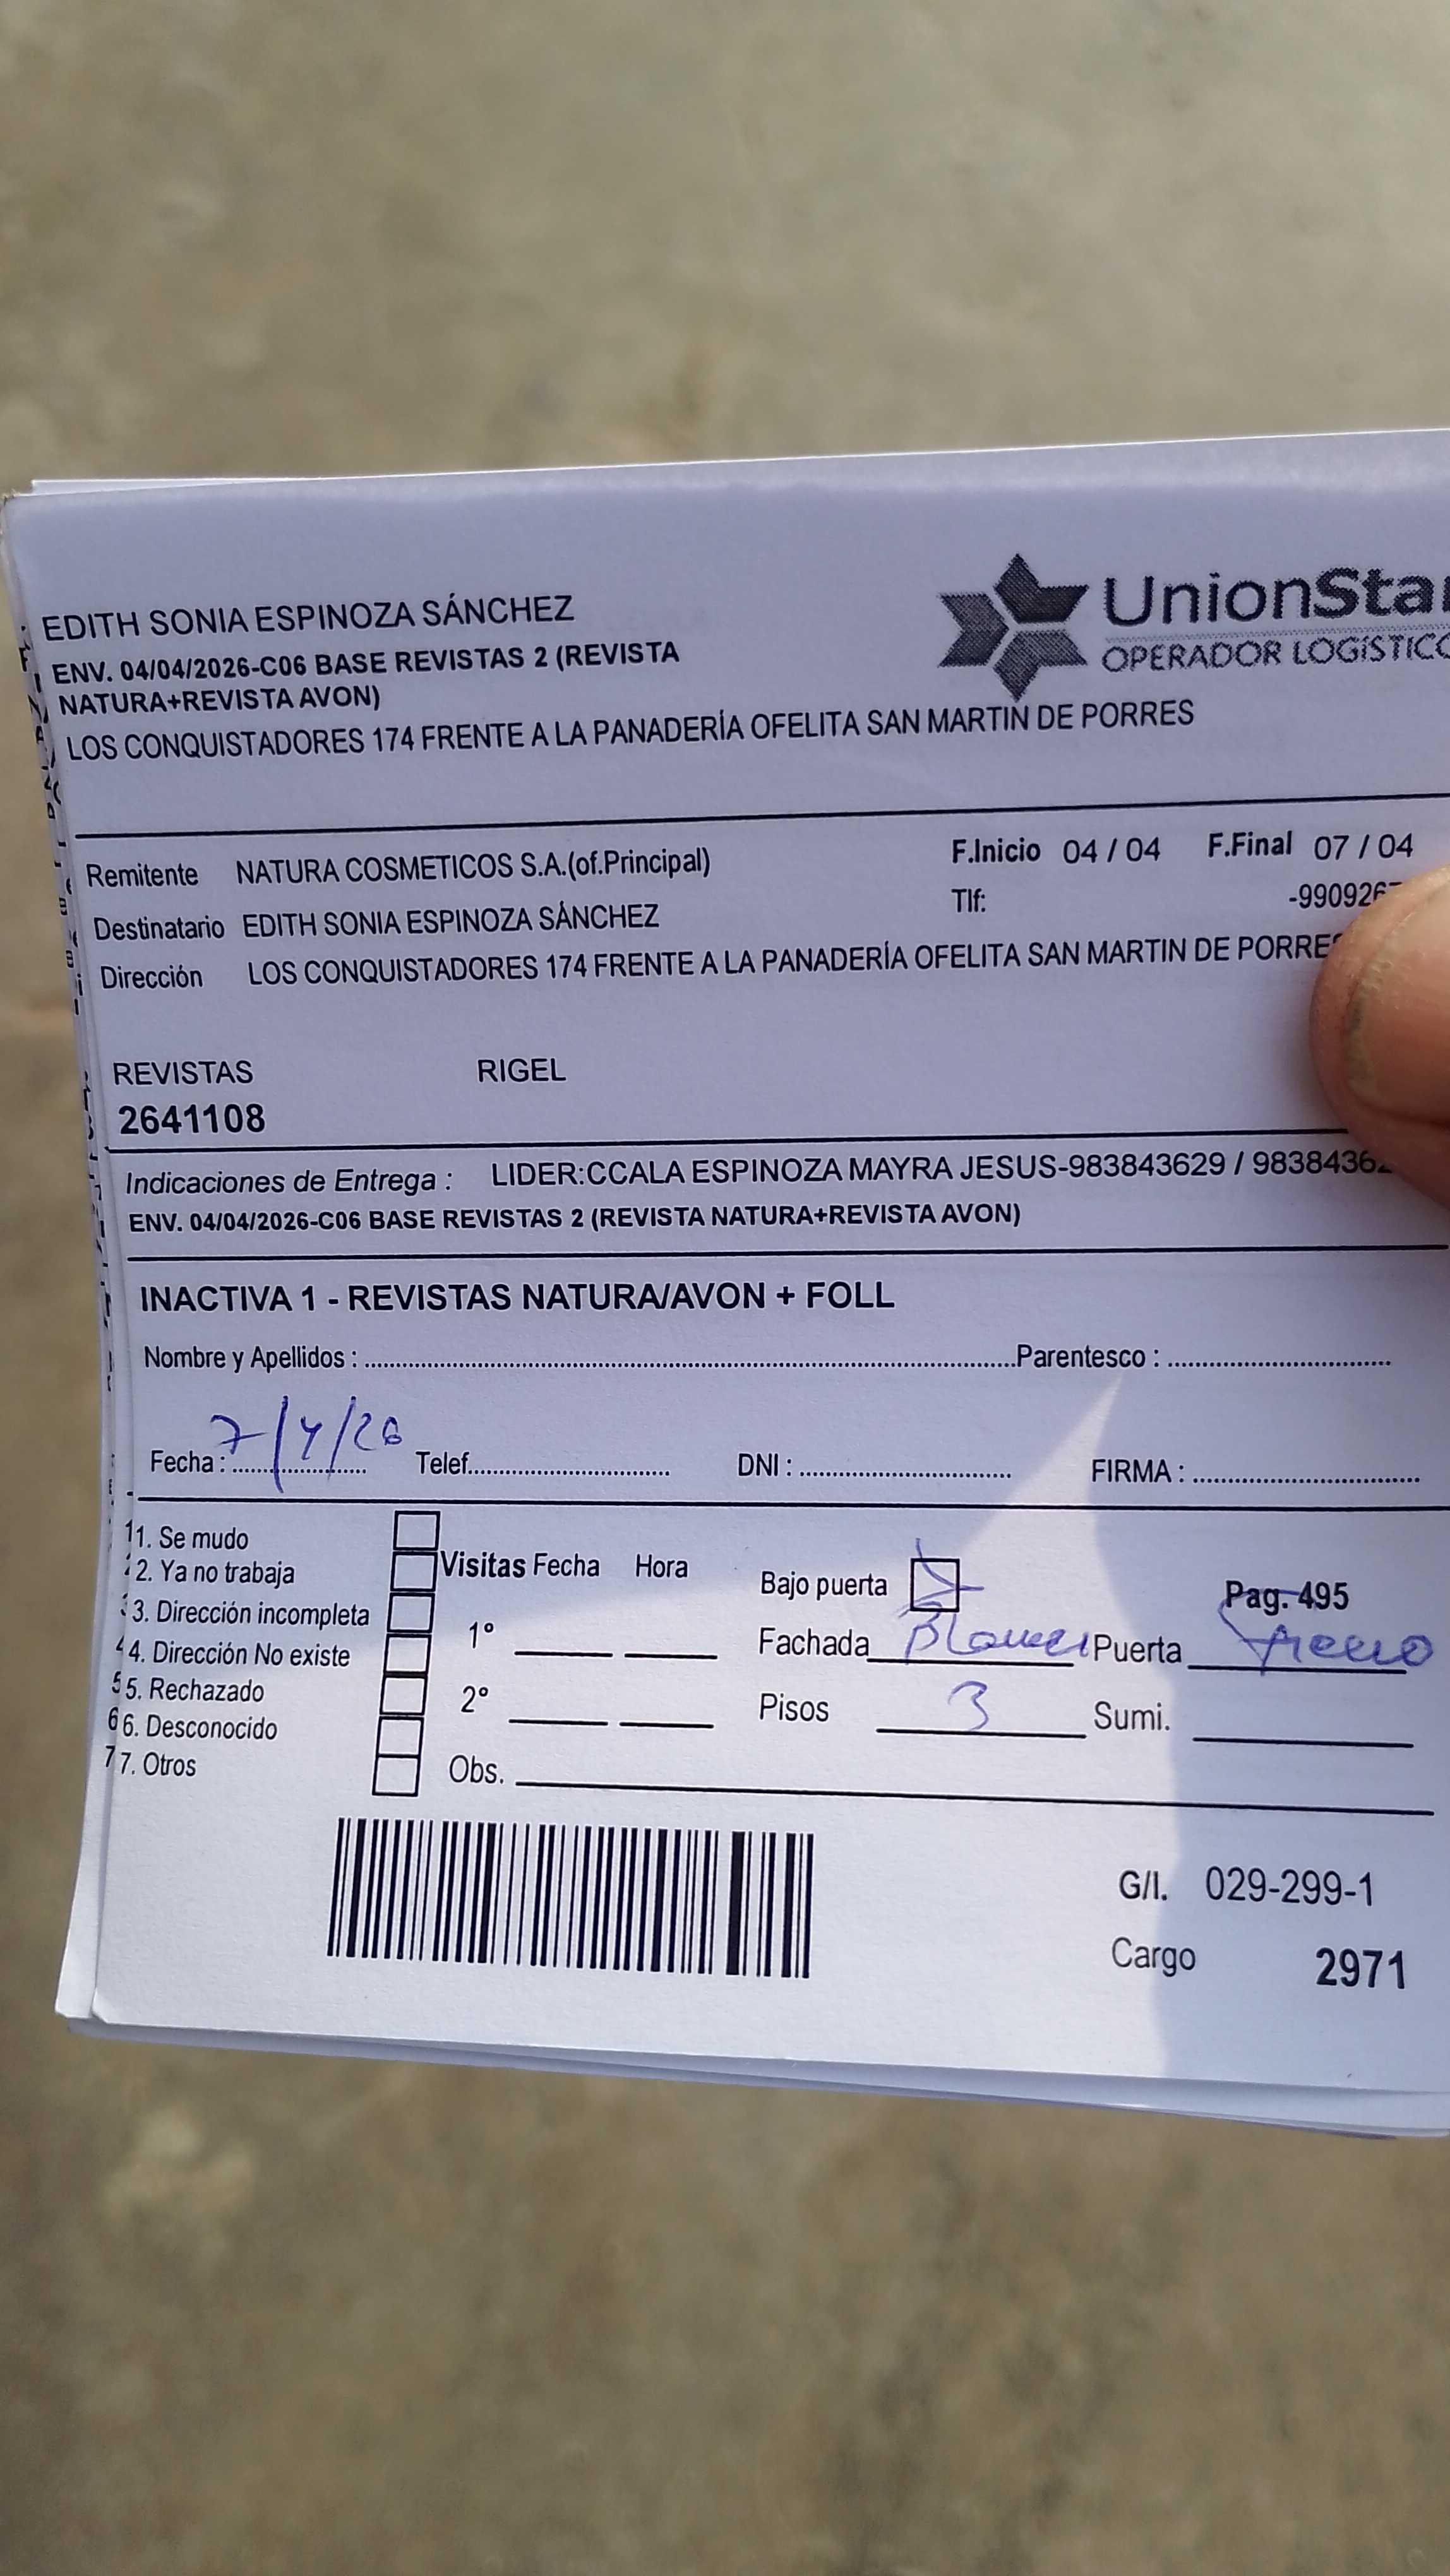 EDITH SONIA ESPINOZA SÁNCHEZ
UnionStar
OPERADOR LOGÍSTICO
ENV. 04/04/2026-C06 BASE REVISTAS 2 (REVISTA
NATURA+REVISTA AVON)
LOS CONQUISTADORES 174 FRENTE A LA PANADERÍA OFELITA SAN MARTIN DE PORRES
Remitente NATURA COSMETICOS S.A.(of.Principal) F.Inicio 04 / 04 F.Final 07 / 04
Destinatario EDITH SONIA ESPINOZA SÁNCHEZ Tlf: -990926
Dirección LOS CONQUISTADORES 174 FRENTE A LA PANADERÍA OFELITA SAN MARTIN DE PORRES
REVISTAS RIGEL
2641108
Indicaciones de Entrega : LIDER:CCALA ESPINOZA MAYRA JESUS-983843629 / 9838436
ENV. 04/04/2026-C06 BASE REVISTAS 2 (REVISTA NATURA+REVISTA AVON)
INACTIVA 1 - REVISTAS NATURA/AVON + FOLL
Nombre y Apellidos : Parentesco :
Fecha : 7/4/26 Telef. DNI : FIRMA :
1. Se mudo
2. Ya no trabaja
3. Dirección incompleta
4. Dirección No existe
5. Rechazado
6. Desconocido
7. Otros
Visitas Fecha Hora
1°
2°
Obs.
Bajo puerta Pag. 495
Fachada Blanca Puerta fierro
Pisos 3 Sumi.
G/I. 029-299-1
Cargo 2971